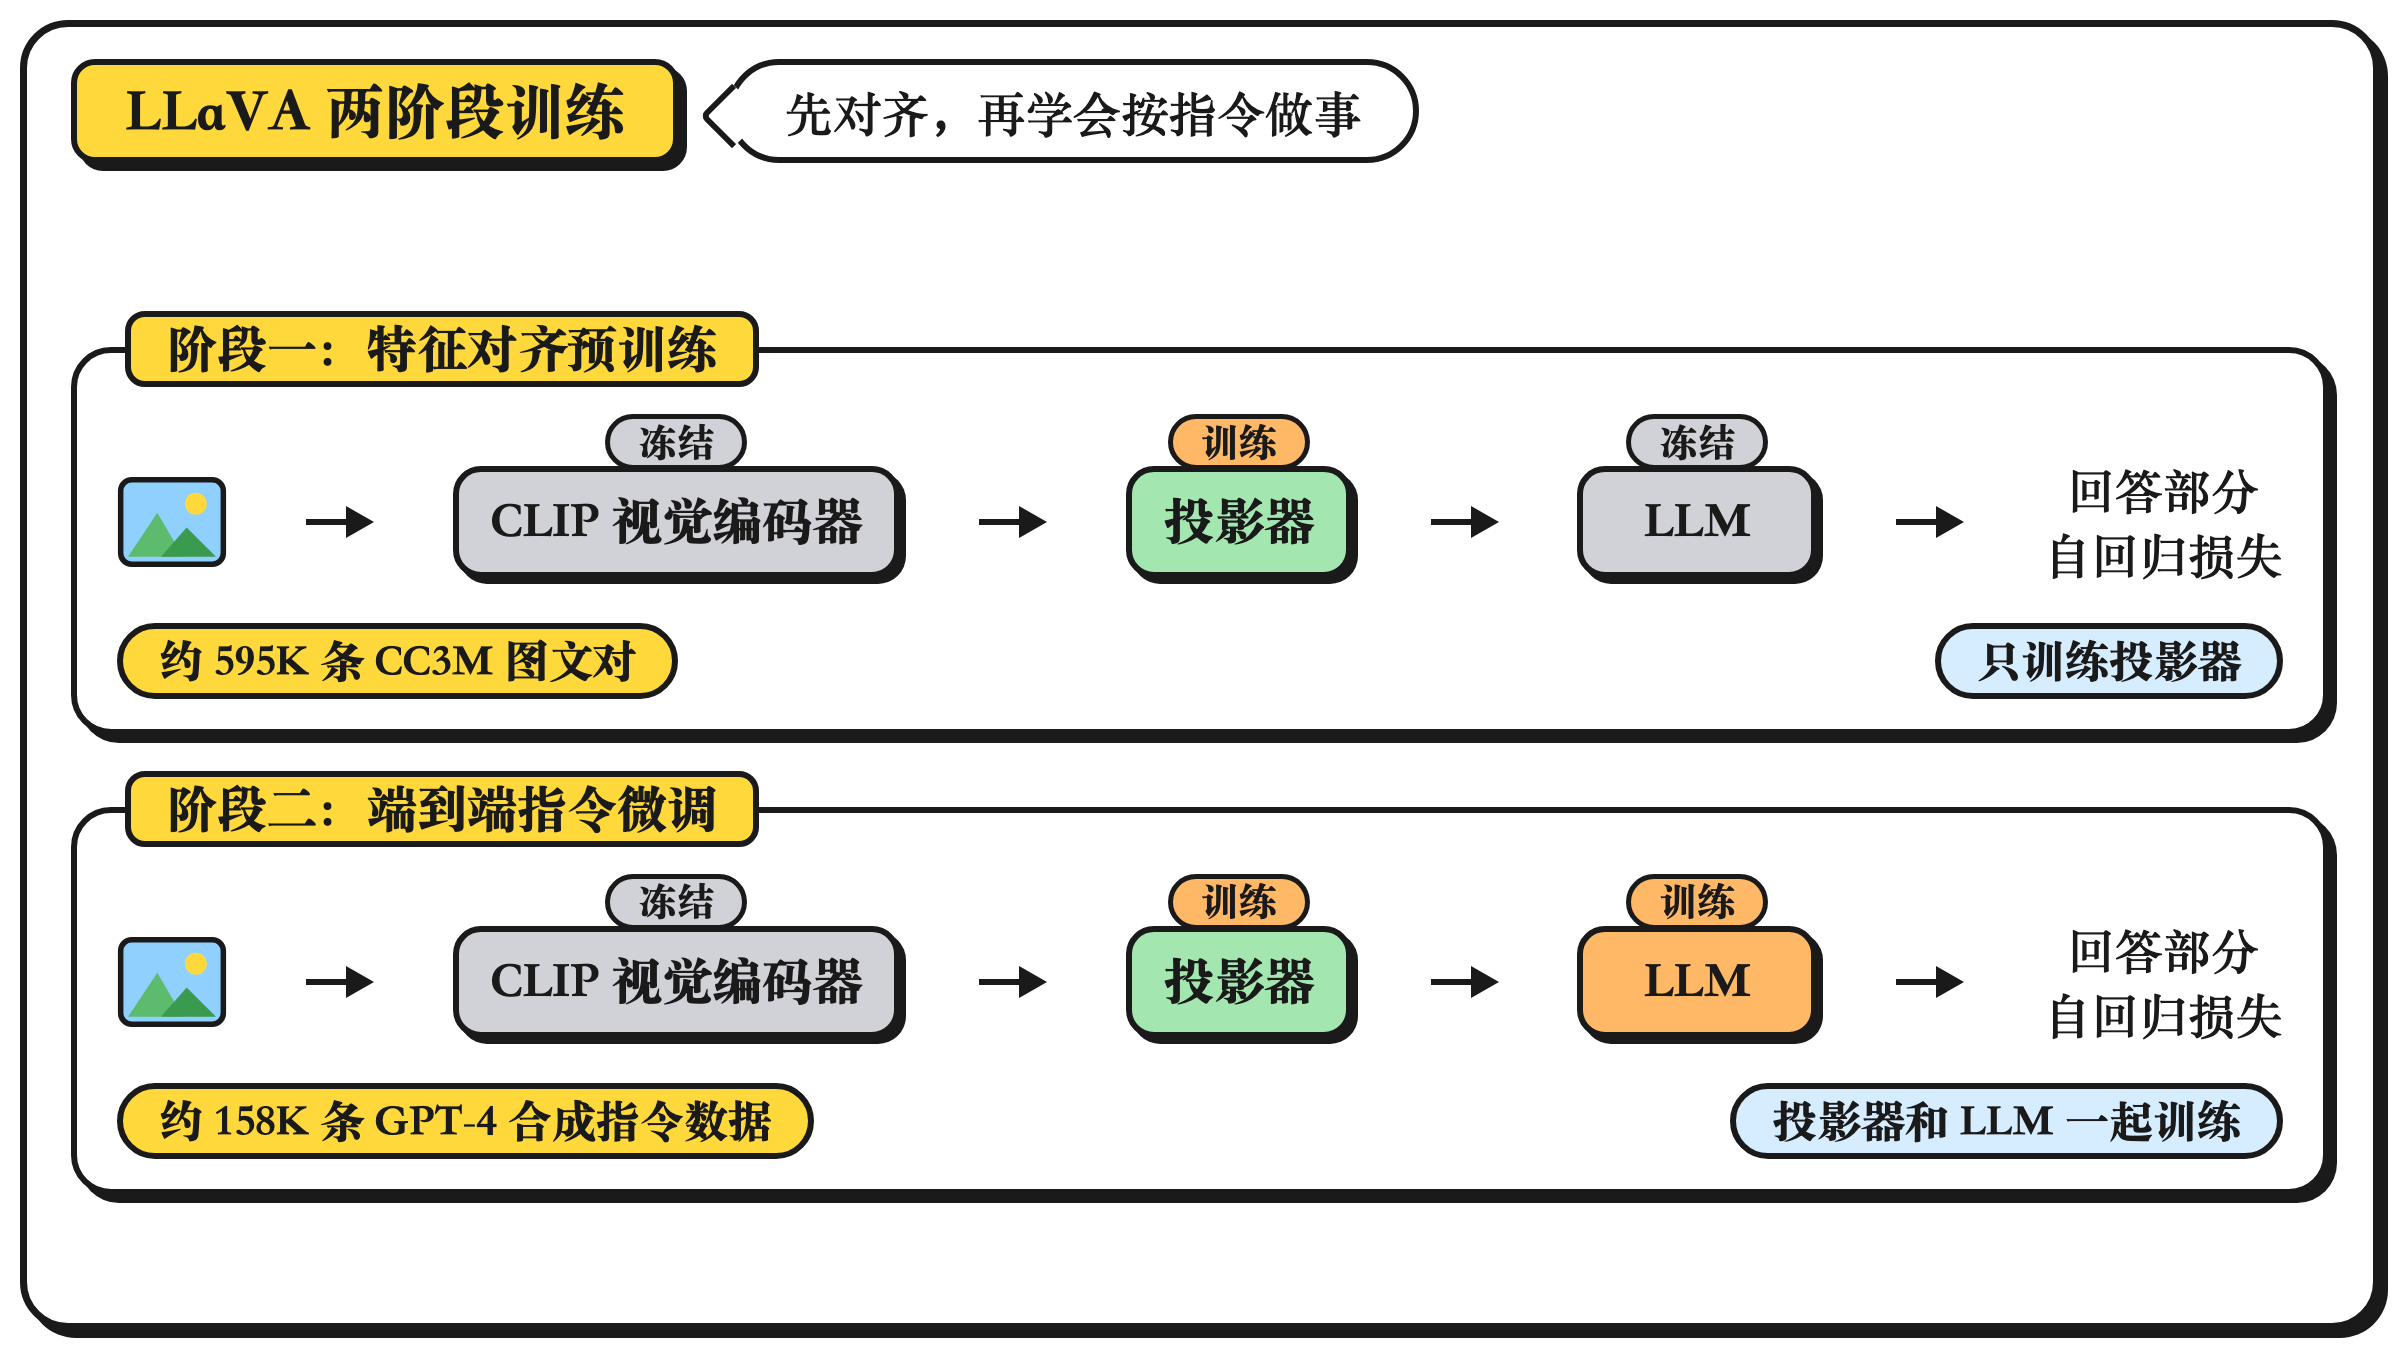 LLaVA 两阶段训练
先对齐，再学会按指令做事
阶段一：特征对齐预训练
冻结
训练
冻结
CLIP 视觉编码器
投影器
LLM
回答部分
自回归损失
约 595K 条 CC3M 图文对
只训练投影器
阶段二：端到端指令微调
冻结
训练
训练
CLIP 视觉编码器
投影器
LLM
回答部分
自回归损失
约 158K 条 GPT-4 合成指令数据
投影器和 LLM 一起训练